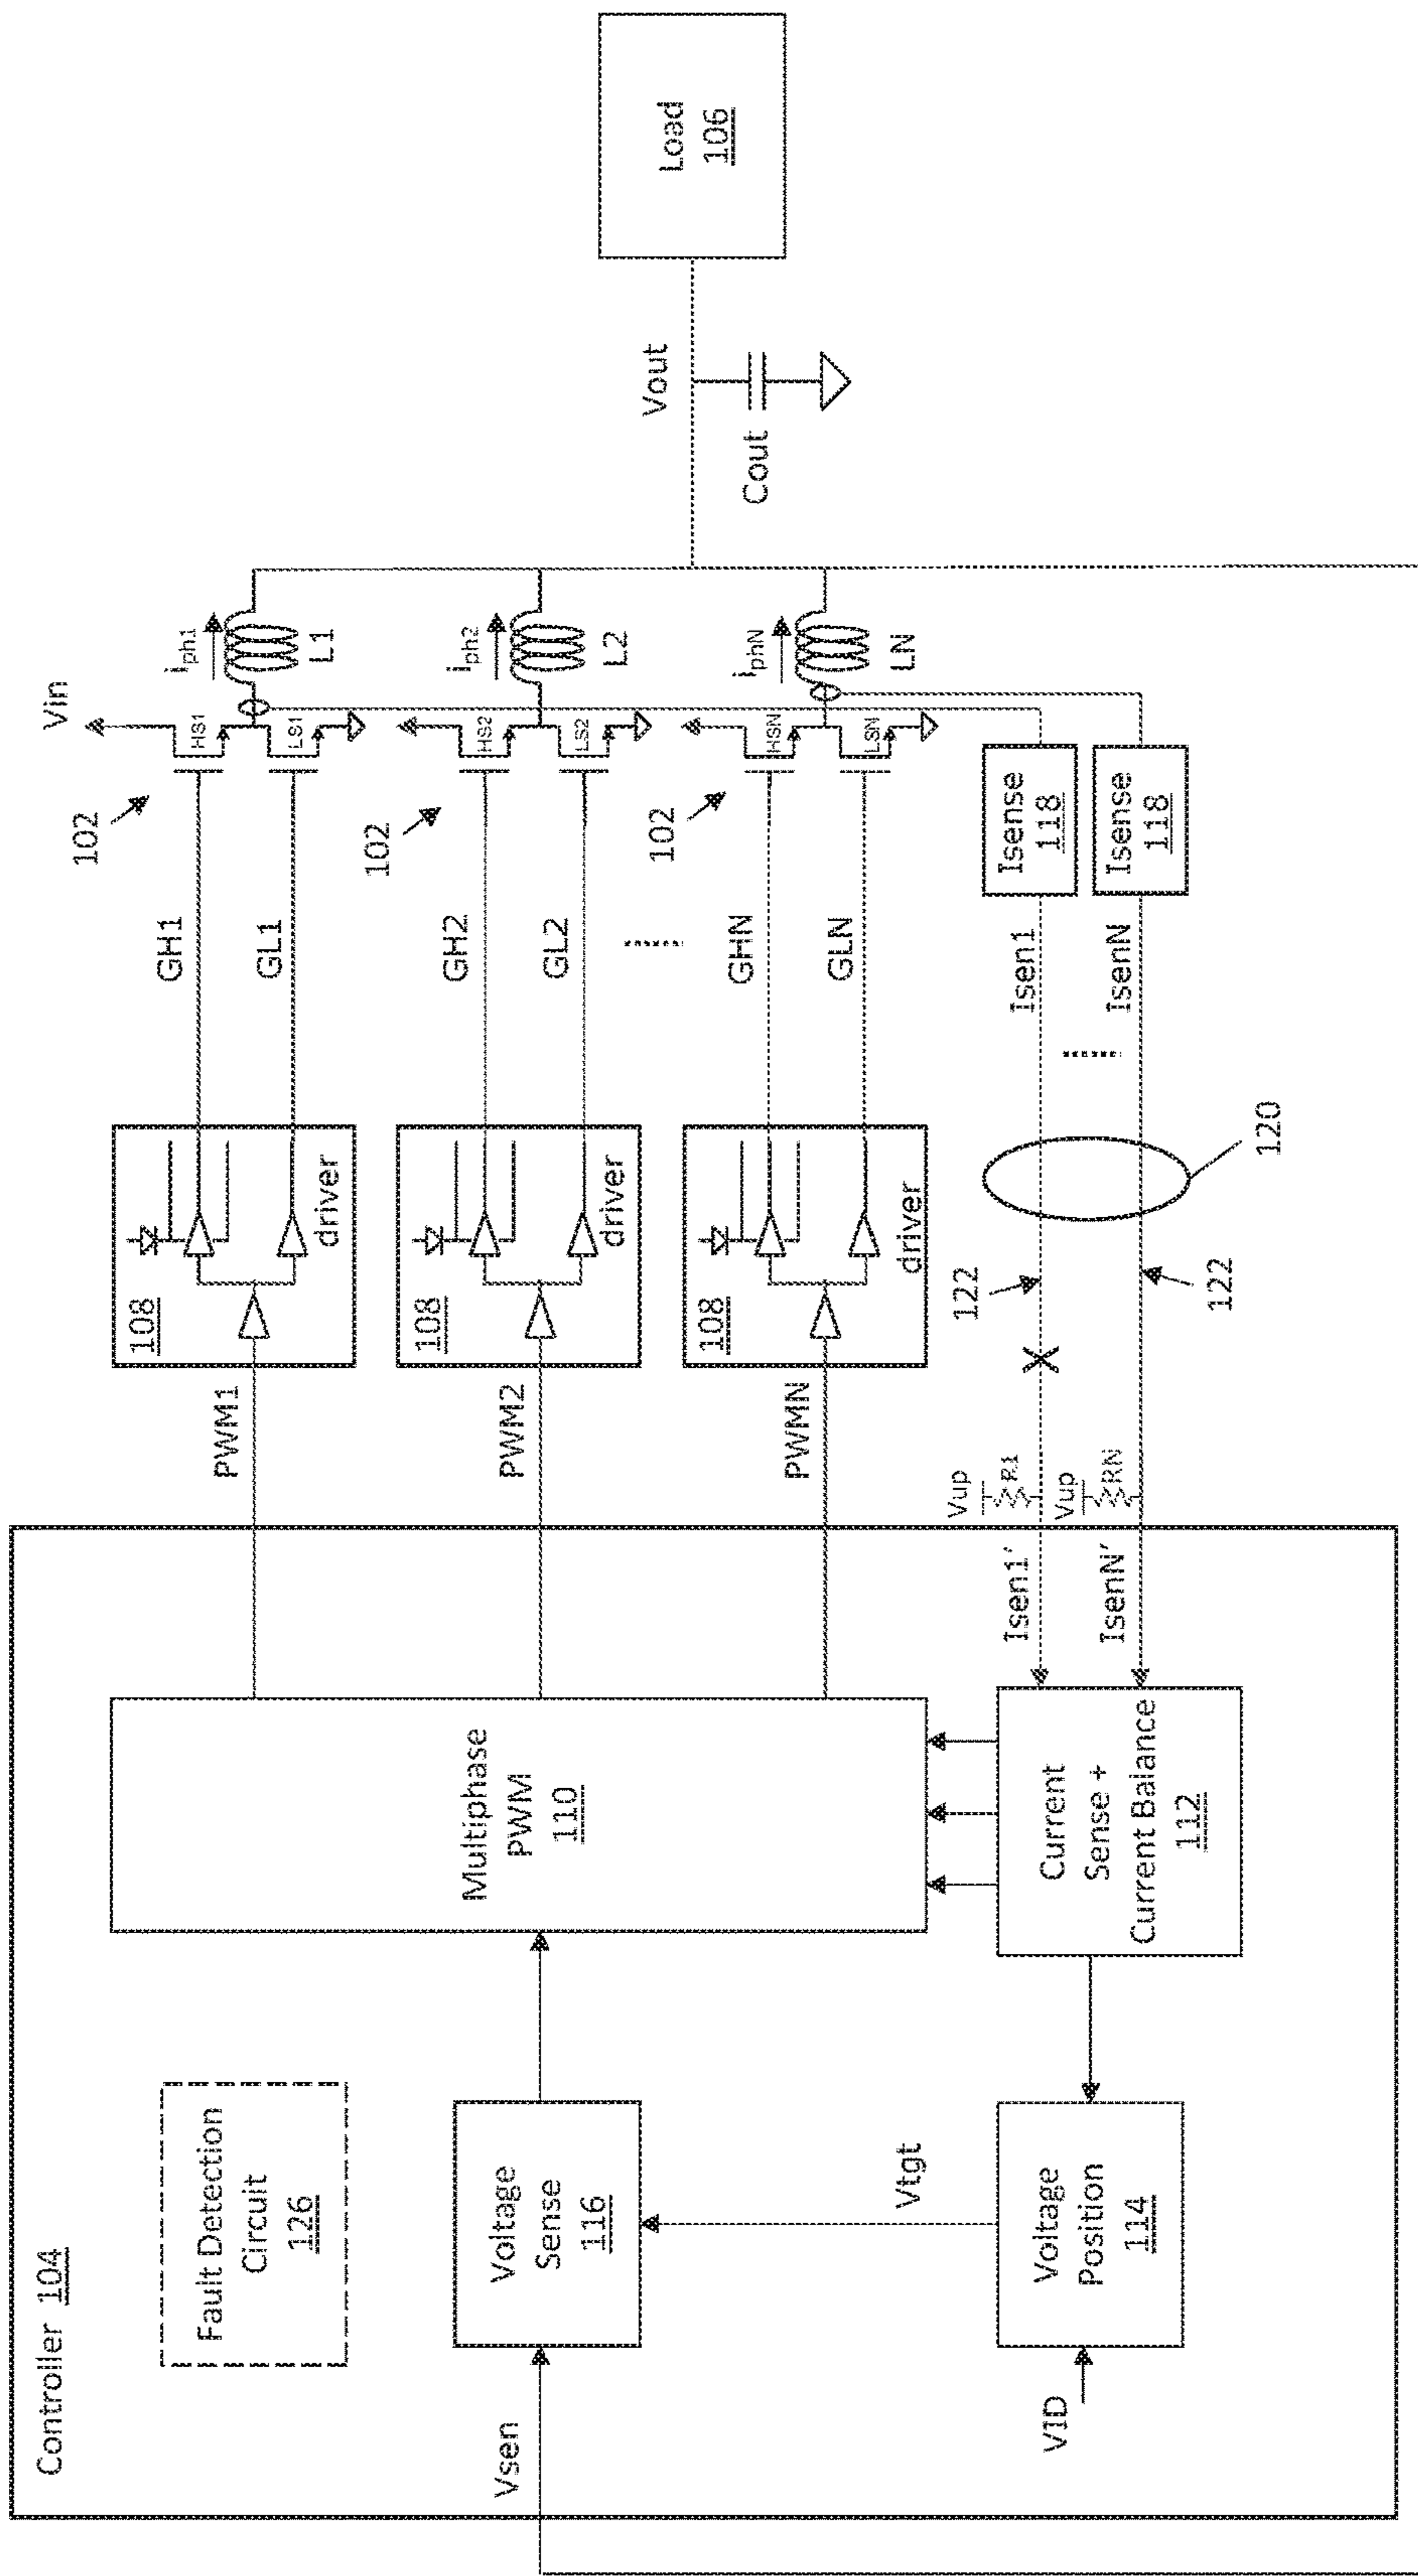 Controller 104
Fault Detection
Circuit
126
Vsen
Voltage
Sense
116
Vtgt
VID
Voltage
Position
114
Multiphase
PWM
110
Current
Sense +
Current Balance
112
Isen1'
IsenN'
Vup
R1
Vup
RN
PWM1
PWM2
PWMN
108
driver
108
driver
108
driver
122
122
120
GH1
GL1
GH2
GL2
GHN
GLN
Isen1
IsenN
Isense
118
Isense
118
102
102
102
Vin
HS1
LS1
HS2
LS2
HSN
LSN
iph1
L1
iph2
L2
iphN
LN
Vout
Cout
Load
106
X